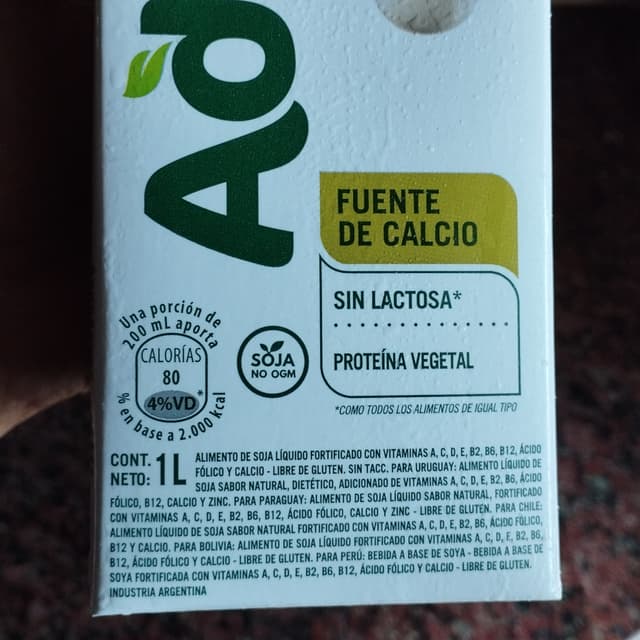 Ad
FUENTE
DE CALCIO
SIN LACTOSA*
PROTEÍNA VEGETAL
*COMO TODOS LOS ALIMENTOS DE IGUAL TIPO
Una porción de
200 mL aporta
CALORÍAS
80
4%VD*
% en base a 2.000 kcal
SOJA
NO OGM
CONT.
NETO: 1L
ALIMENTO DE SOJA LÍQUIDO FORTIFICADO CON VITAMINAS A, C, D, E, B2, B6, B12, ÁCIDO
FÓLICO Y CALCIO - LIBRE DE GLUTEN. SIN TACC. PARA URUGUAY: ALIMENTO LÍQUIDO DE
SOJA SABOR NATURAL, DIETÉTICO, ADICIONADO DE VITAMINAS A, C, D, E, B2, B6, ÁCIDO
FÓLICO, B12, CALCIO Y ZINC. PARA PARAGUAY: ALIMENTO DE SOJA LÍQUIDO SABOR NATURAL, FORTIFICADO
CON VITAMINAS A, C, D, E, B2, B6, B12, ÁCIDO FÓLICO, CALCIO Y ZINC - LIBRE DE GLUTEN. PARA CHILE:
ALIMENTO LÍQUIDO DE SOJA SABOR NATURAL FORTIFICADO CON VITAMINAS A, C, D, E, B2, B6, ÁCIDO FÓLICO,
B12 Y CALCIO. PARA BOLIVIA: ALIMENTO DE SOJA LÍQUIDO FORTIFICADO CON VITAMINAS A, C, D, E, B2, B6,
B12, ÁCIDO FÓLICO Y CALCIO - LIBRE DE GLUTEN. PARA PERÚ: BEBIDA A BASE DE SOYA - BEBIDA A BASE DE
SOYA FORTIFICADA CON VITAMINAS A, C, D, E, B2, B6, B12, ÁCIDO FÓLICO Y CALCIO - LIBRE DE GLUTEN.
INDUSTRIA ARGENTINA